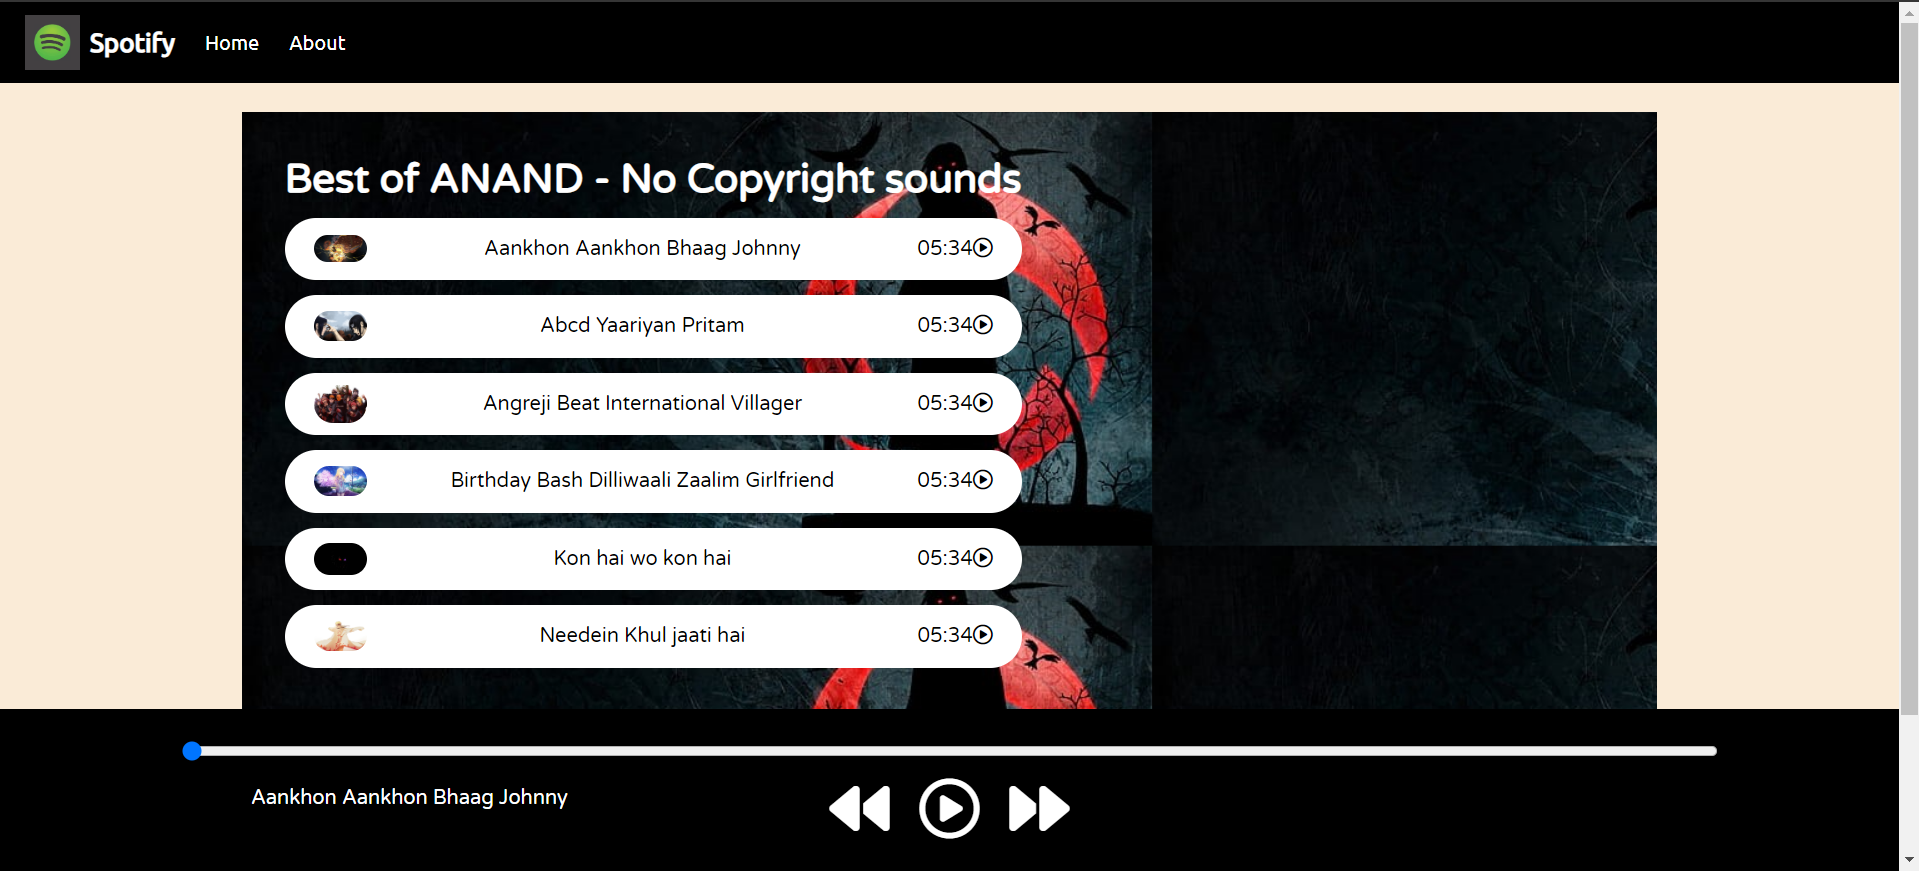 Spotify Home About
Best of ANAND - No Copyright sounds
Aankhon Aankhon Bhaag Johnny 05:34
Abcd Yaariyan Pritam 05:34
Angreji Beat International Villager 05:34
Birthday Bash Dilliwaali Zaalim Girlfriend 05:34
Kon hai wo kon hai 05:34
Needein Khul jaati hai 05:34
Aankhon Aankhon Bhaag Johnny